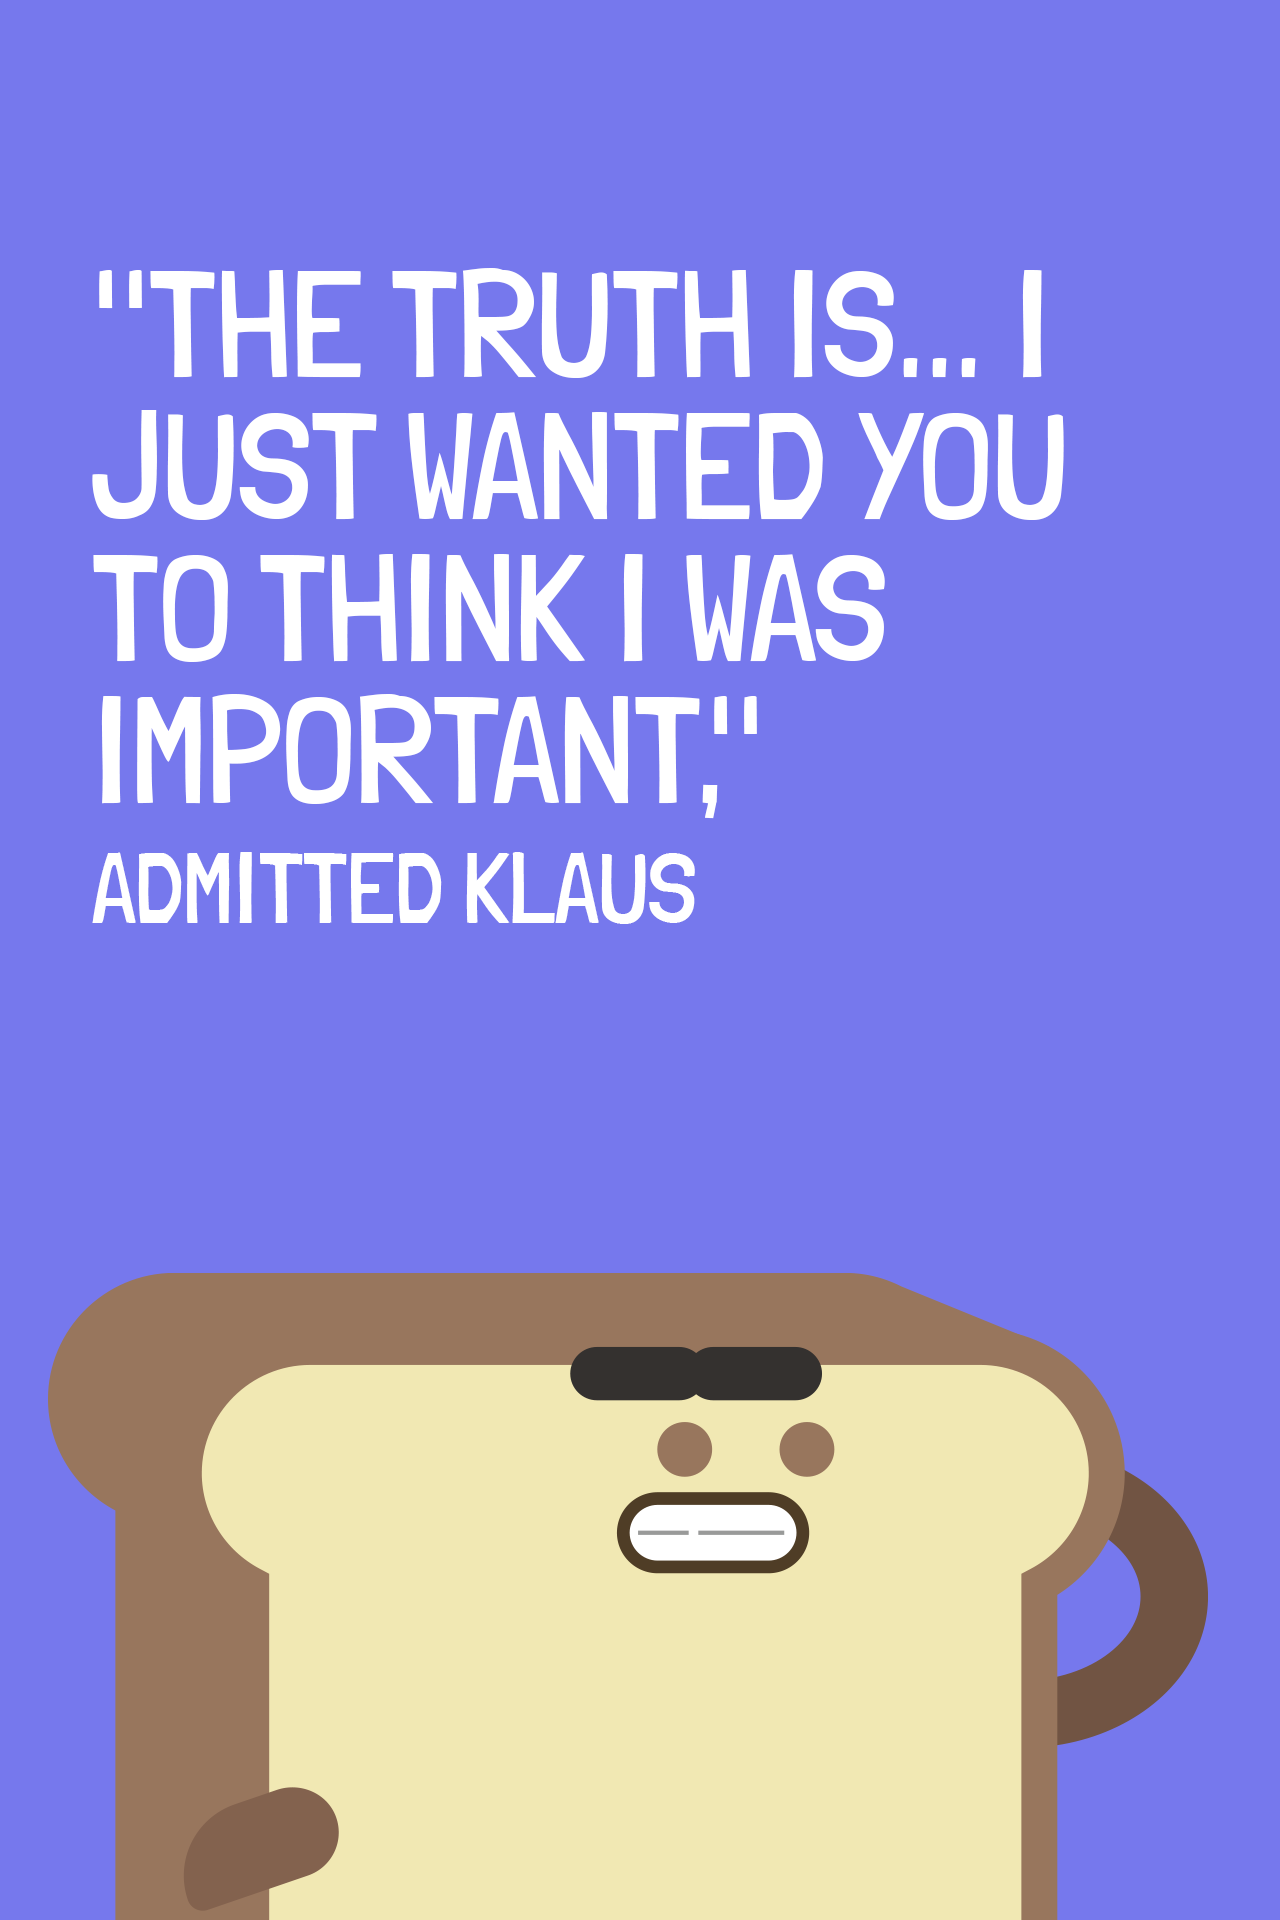 "THE TRUTH IS... I
JUST WANTED YOU
TO THINK I WAS
IMPORTANT,"
ADMITTED KLAUS